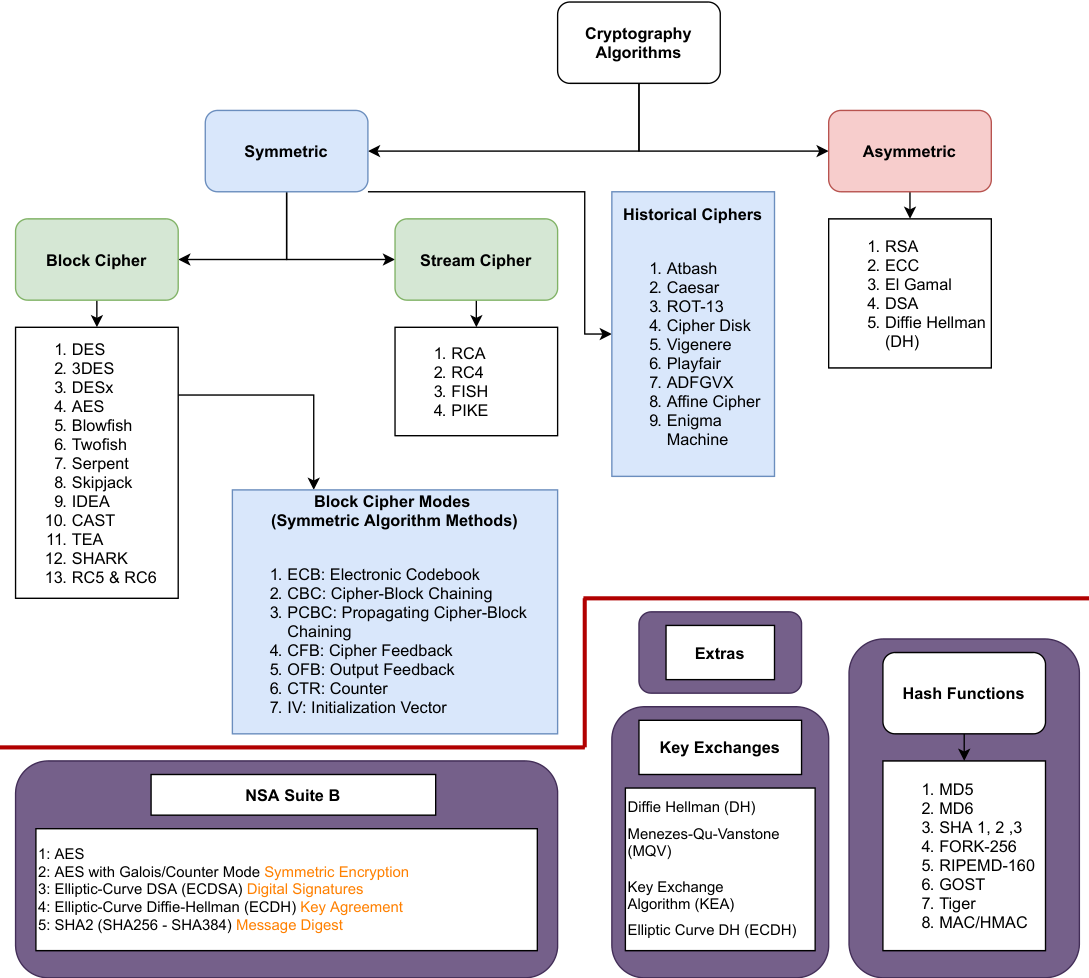 Cryptography
Algorithms
Symmetric
Asymmetric
Block Cipher
Stream Cipher
Historical Ciphers
1. Atbash
2. Caesar
3. ROT-13
4. Cipher Disk
5. Vigenere
6. Playfair
7. ADFGVX
8. Affine Cipher
9. Enigma
Machine
1. RSA
2. ECC
3. El Gamal
4. DSA
5. Diffie Hellman
(DH)
1. DES
2. 3DES
3. DESx
4. AES
5. Blowfish
6. Twofish
7. Serpent
8. Skipjack
9. IDEA
10. CAST
11. TEA
12. SHARK
13. RC5 & RC6
1. RCA
2. RC4
3. FISH
4. PIKE
Block Cipher Modes
(Symmetric Algorithm Methods)
1. ECB: Electronic Codebook
2. CBC: Cipher-Block Chaining
3. PCBC: Propagating Cipher-Block
Chaining
4. CFB: Cipher Feedback
5. OFB: Output Feedback
6. CTR: Counter
7. IV: Initialization Vector
Extras
Hash Functions
1. MD5
2. MD6
3. SHA 1, 2 ,3
4. FORK-256
5. RIPEMD-160
6. GOST
7. Tiger
8. MAC/HMAC
Key Exchanges
Diffie Hellman (DH)
Menezes-Qu-Vanstone
(MQV)
Key Exchange
Algorithm (KEA)
Elliptic Curve DH (ECDH)
NSA Suite B
1: AES
2: AES with Galois/Counter Mode Symmetric Encryption
3: Elliptic-Curve DSA (ECDSA) Digital Signatures
4: Elliptic-Curve Diffie-Hellman (ECDH) Key Agreement
5: SHA2 (SHA256 - SHA384) Message Digest